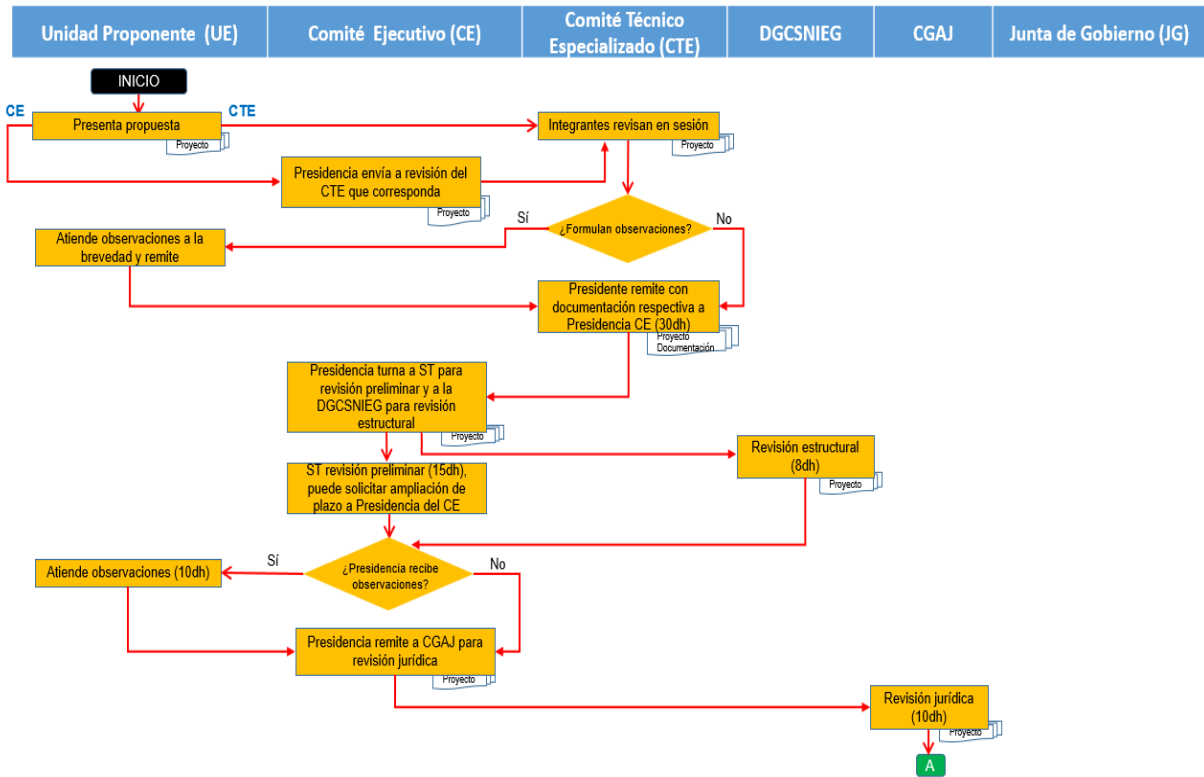 Unidad Proponente (UE)
Comité Ejecutivo (CE)
Comité Técnico
Especializado (CTE)
DGCSNIEG
CGAJ
Junta de Gobierno (JG)
INICIO
CE
CTE
Presenta propuesta
Proyecto
Integrantes revisan en sesión
Proyecto
Presidencia envía a revisión del
CTE que corresponda
Proyecto
Sí
¿Formulan observaciones?
No
Atiende observaciones a la
brevedad y remite
Presidente remite con
documentación respectiva a
Presidencia CE (30dh)
Proyecto
Documentación
Presidencia turna a ST para
revisión preliminar y a la
DGCSNIEG para revisión
estructural
Proyecto
Revisión estructural
(8dh)
Proyecto
ST revisión preliminar (15dh),
puede solicitar ampliación de
plazo a Presidencia del CE
Sí
¿Presidencia recibe
observaciones?
No
Atiende observaciones (10dh)
Presidencia remite a CGAJ para
revisión jurídica
Proyecto
Revisión jurídica
(10dh)
Proyecto
A